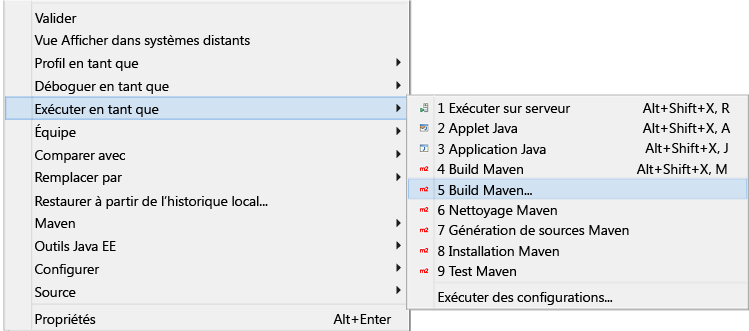 Valider
Vue Afficher dans systèmes distants
Profil en tant que
Déboguer en tant que
Exécuter en tant que
Équipe
Comparer avec
Remplacer par
Restaurer à partir de l’historique local...
Maven
Outils Java EE
Configurer
Source
Propriétés Alt+Enter
1 Exécuter sur serveur Alt+Shift+X, R
2 Applet Java Alt+Shift+X, A
3 Application Java Alt+Shift+X, J
m2 4 Build Maven Alt+Shift+X, M
m2 5 Build Maven...
m2 6 Nettoyage Maven
m2 7 Génération de sources Maven
m2 8 Installation Maven
m2 9 Test Maven
Exécuter des configurations...